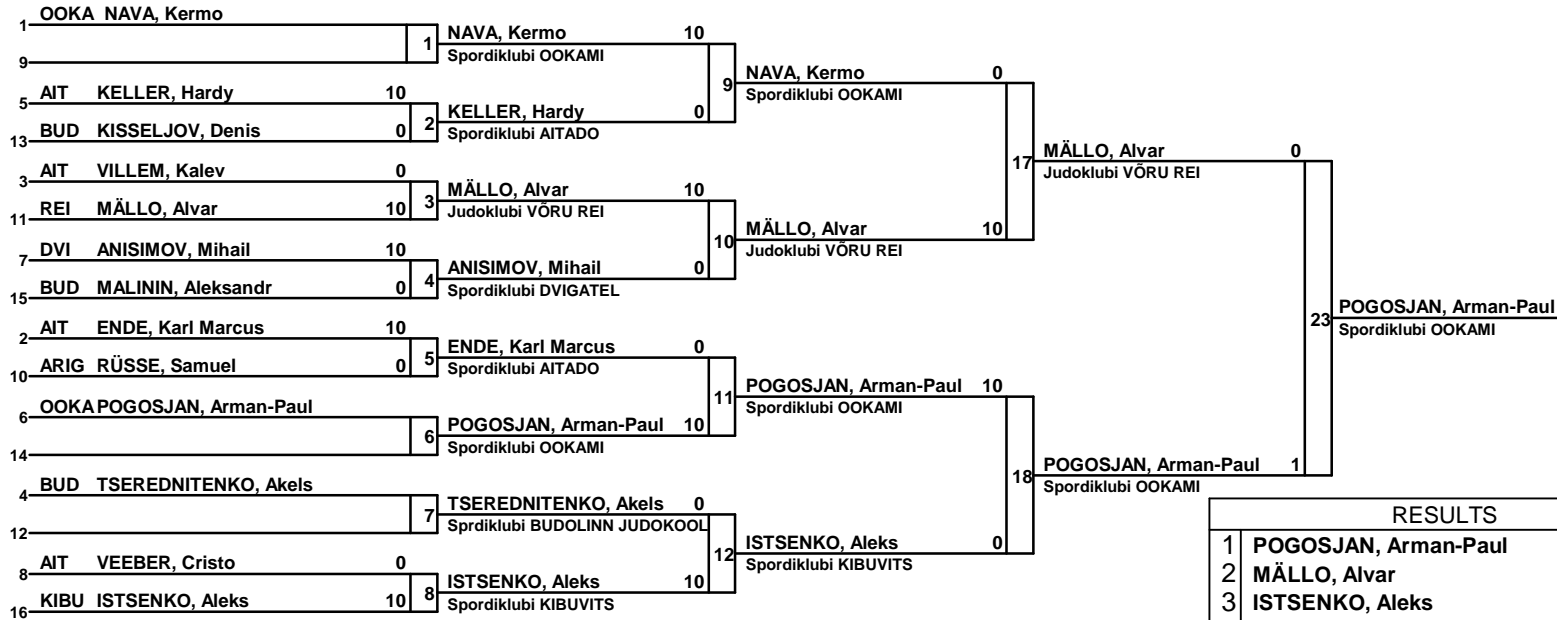 OOKA NAVA, Kermo
1
9
1
NAVA, Kermo 10
Spordiklubi OOKAMI
AIT KELLER, Hardy 10
5
BUD KISSELJOV, Denis 0
13
2
KELLER, Hardy 0
Spordiklubi AITADO
9
NAVA, Kermo 0
Spordiklubi OOKAMI
AIT VILLEM, Kalev 0
3
REI MÄLLO, Alvar 10
11
3
MÄLLO, Alvar 10
Judoklubi VÕRU REI
DVI ANISIMOV, Mihail 10
7
BUD MALININ, Aleksandr 0
15
4
ANISIMOV, Mihail 0
Spordiklubi DVIGATEL
10
MÄLLO, Alvar 10
Judoklubi VÕRU REI
17
MÄLLO, Alvar 0
Judoklubi VÕRU REI
AIT ENDE, Karl Marcus 10
2
ARIG RÜSSE, Samuel 0
10
5
ENDE, Karl Marcus 0
Spordiklubi AITADO
OOKA POGOSJAN, Arman-Paul
6
14
6
POGOSJAN, Arman-Paul 10
Spordiklubi OOKAMI
11
POGOSJAN, Arman-Paul 10
Spordiklubi OOKAMI
BUD TSEREDNITENKO, Akels
4
12
7
TSEREDNITENKO, Akels 0
Sprdiklubi BUDOLINN JUDOKOOL
AIT VEEBER, Cristo 0
8
KIBU ISTSENKO, Aleks 10
16
8
ISTSENKO, Aleks 10
Spordiklubi KIBUVITS
12
ISTSENKO, Aleks 0
Spordiklubi KIBUVITS
18
POGOSJAN, Arman-Paul 1
Spordiklubi OOKAMI
23
POGOSJAN, Arman-Paul
Spordiklubi OOKAMI
RESULTS
1 POGOSJAN, Arman-Paul
2 MÄLLO, Alvar
3 ISTSENKO, Aleks